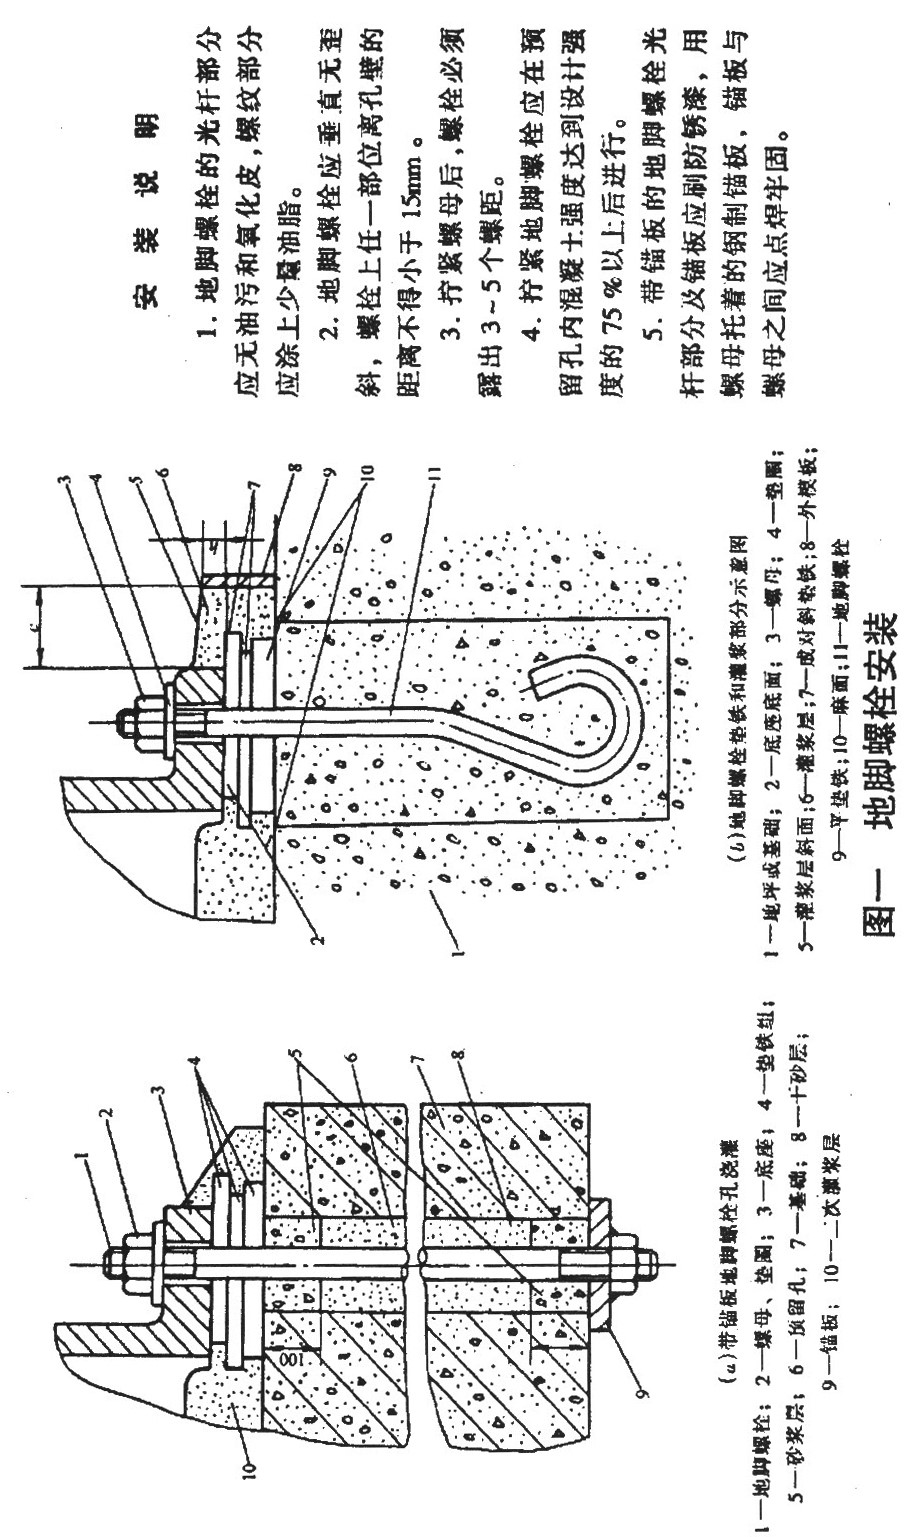 1
2
3
4
10
100
5
6
7
8
9
c
3
4
5
6
h
7
2
8
9
10
1
11
(a)带锚板地脚螺栓孔浇灌
1—地脚螺栓；2—螺母、垫圈；3—底座；4—垫铁组；
5—砂浆层；6—预留孔；7—基础；8—干砂层；
9—锚板；10—二次灌浆层
(b)地脚螺栓垫铁和灌浆部分示意图
1—地坪或基础；2—底座底面；3—螺母；4—垫圈；
5—灌浆层斜面;6—灌浆层;7—成对斜垫铁;8—外模板；
9—平垫铁;10—麻面;11—地脚螺栓
图一 地脚螺栓安装
安装说明
1. 地脚螺栓的光杆部分
应无油污和氧化皮,螺纹部分
应涂上少量油脂。
2. 地脚螺栓应垂直无歪
斜，螺栓上任一部位离孔壁的
距离不得小于 15mm 。
3. 拧紧螺母后,螺栓必须
露出 3~5 个螺距。
4. 拧紧地脚螺栓应在预
留孔内混凝土强度达到设计强
度的 75 %以上后进行。
5. 带锚板的地脚螺栓光
杆部分及锚板应刷防锈漆，用
螺母托着的钢制锚板，锚板与
螺母之间应点焊牢固。